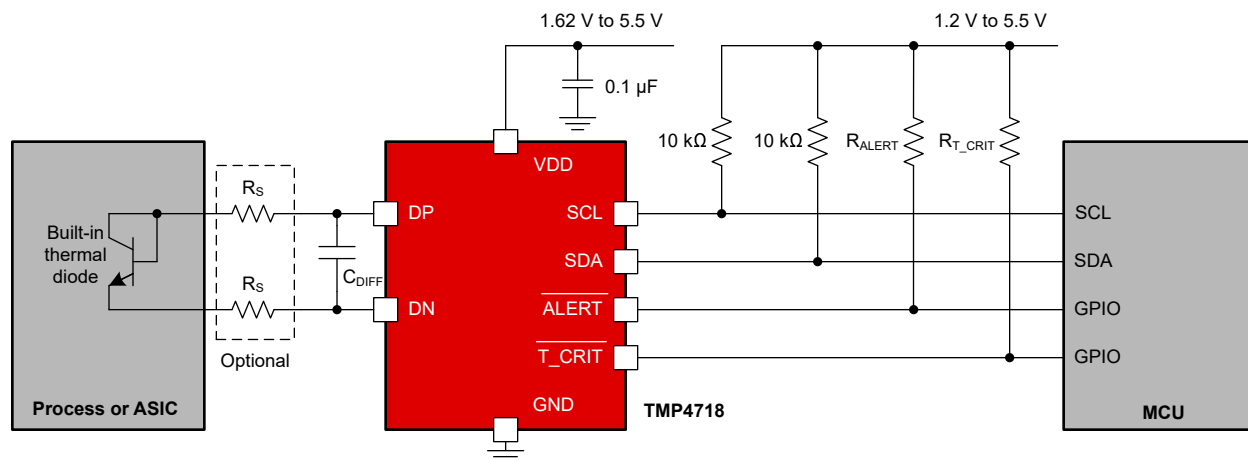 1.62 V to 5.5 V
1.2 V to 5.5 V
0.1 µF
10 kΩ
10 kΩ
RALERT
RT_CRIT
VDD
RS
DP
SCL
SCL
Built-in
thermal
diode
CDIFF
SDA
SDA
RS
DN
ALERT
GPIO
Optional
T_CRIT
GPIO
GND
Process or ASIC
TMP4718
MCU